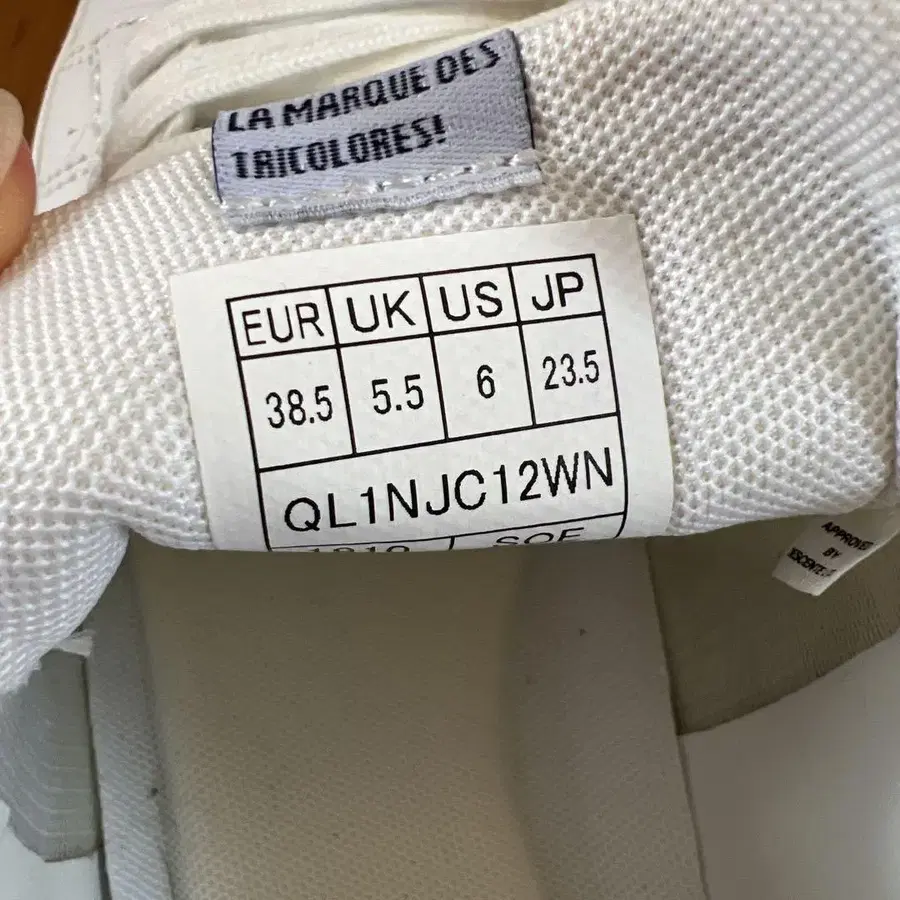 LA MARQUE DES
TRICOLORES!
EUR UK US JP
38.5 5.5 6 23.5
QL1NJC12WN
APPROVED
BY